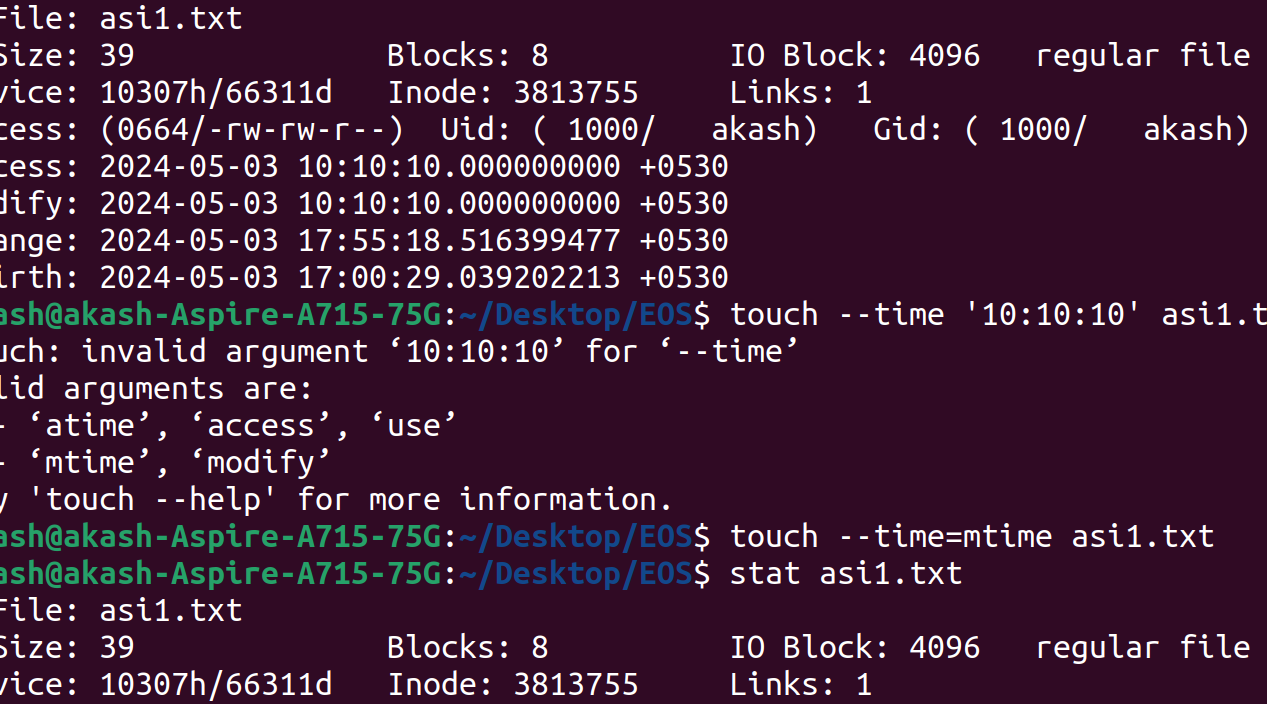 File: asi1.txt
Size: 39 Blocks: 8 IO Block: 4096 regular file
vice: 10307h/66311d Inode: 3813755 Links: 1
cess: (0664/-rw-rw-r--) Uid: ( 1000/ akash) Gid: ( 1000/ akash)
cess: 2024-05-03 10:10:10.000000000 +0530
dify: 2024-05-03 10:10:10.000000000 +0530
ange: 2024-05-03 17:55:18.516399477 +0530
irth: 2024-05-03 17:00:29.039202213 +0530
ash@akash-Aspire-A715-75G:~/Desktop/EOS$ touch --time '10:10:10' asi1.t
uch: invalid argument ‘10:10:10’ for ‘--time’
lid arguments are:
- ‘atime’, ‘access’, ‘use’
- ‘mtime’, ‘modify’
y 'touch --help' for more information.
ash@akash-Aspire-A715-75G:~/Desktop/EOS$ touch --time=mtime asi1.txt
ash@akash-Aspire-A715-75G:~/Desktop/EOS$ stat asi1.txt
File: asi1.txt
Size: 39 Blocks: 8 IO Block: 4096 regular file
vice: 10307h/66311d Inode: 3813755 Links: 1